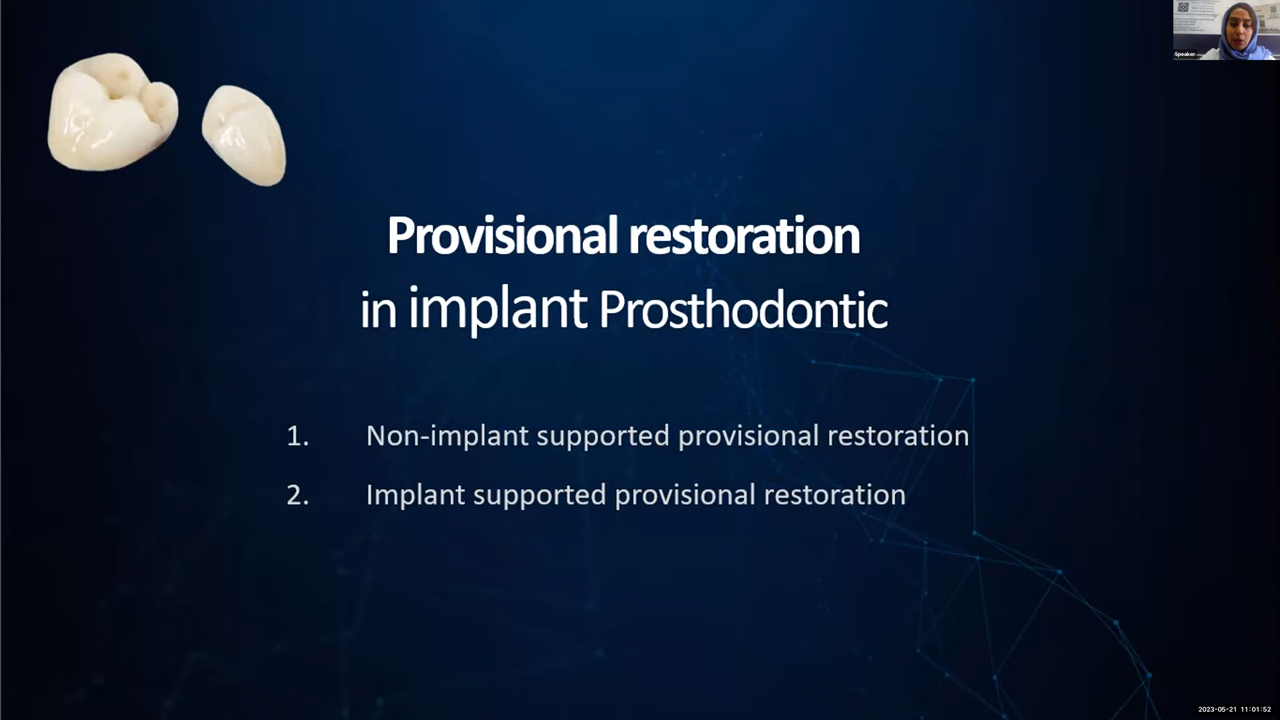 Speaker
Provisional restoration
in implant Prosthodontic
1. Non-implant supported provisional restoration
2. Implant supported provisional restoration
2023-05-21 11:01:52